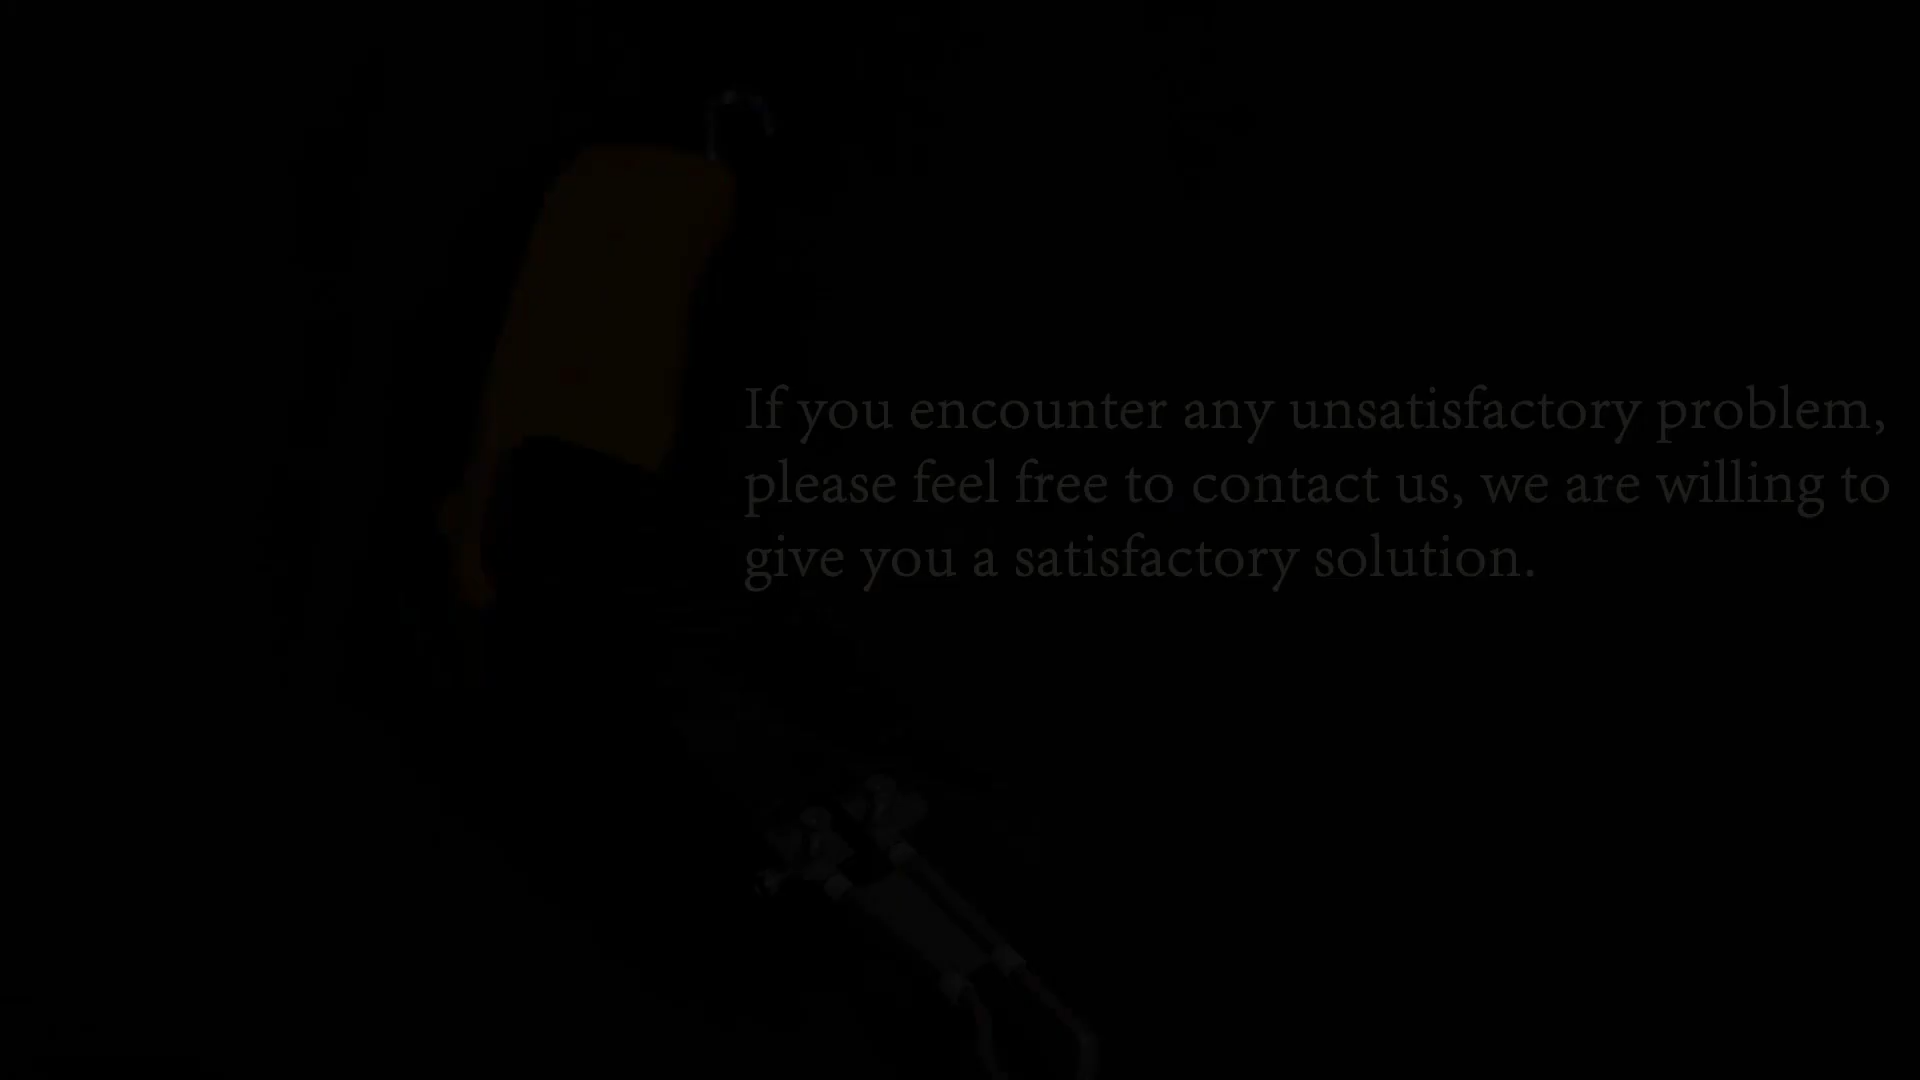 If you encounter any unsatisfactory problem,
please feel free to contact us, we are willing to
give you a satisfactory solution.